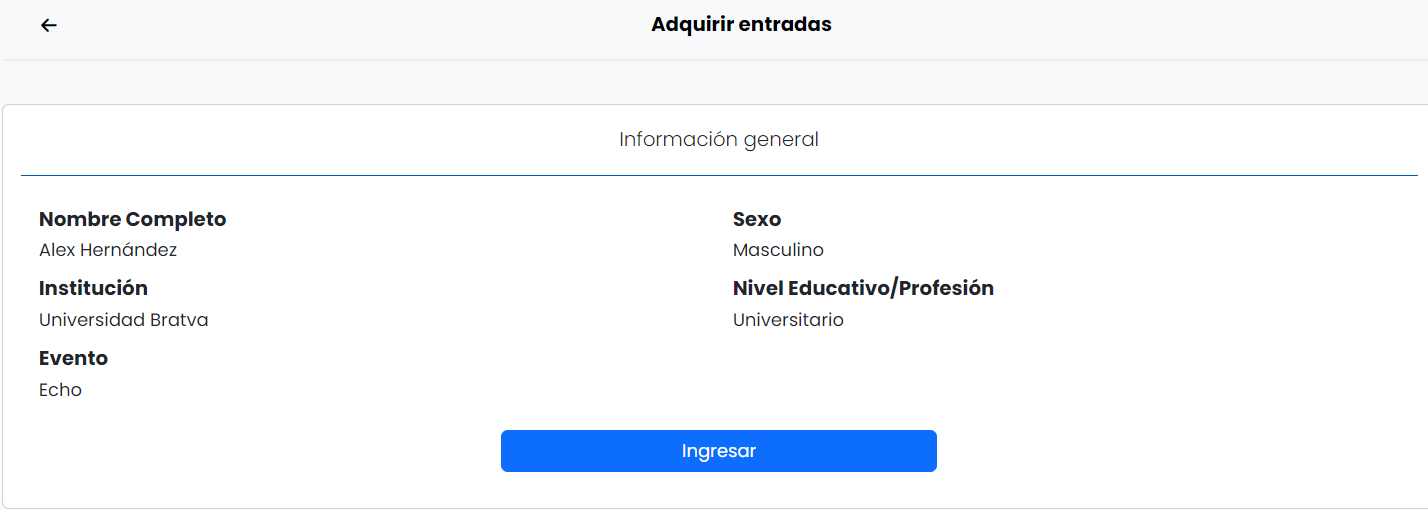 Adquirir entradas
Información general
Nombre Completo
Alex Hernández
Sexo
Masculino
Institución
Universidad Bratva
Nivel Educativo/Profesión
Universitario
Evento
Echo
Ingresar